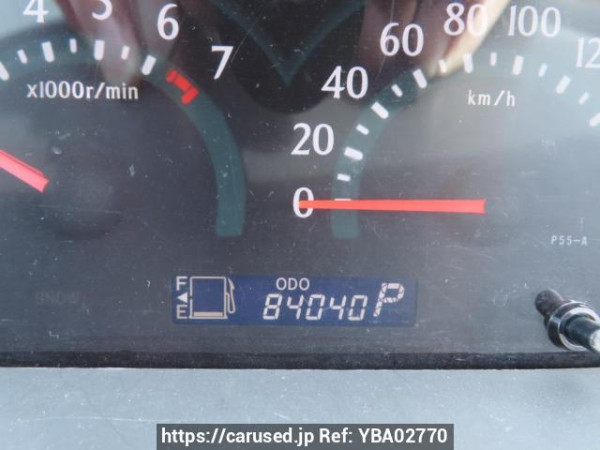 4 5 6 7
x1000r/min
0 20 40 60 80 100 12
km/h
P55-A
SNOW
F
E
ODO
84040 P
https://carused.jp Ref: YBA02770